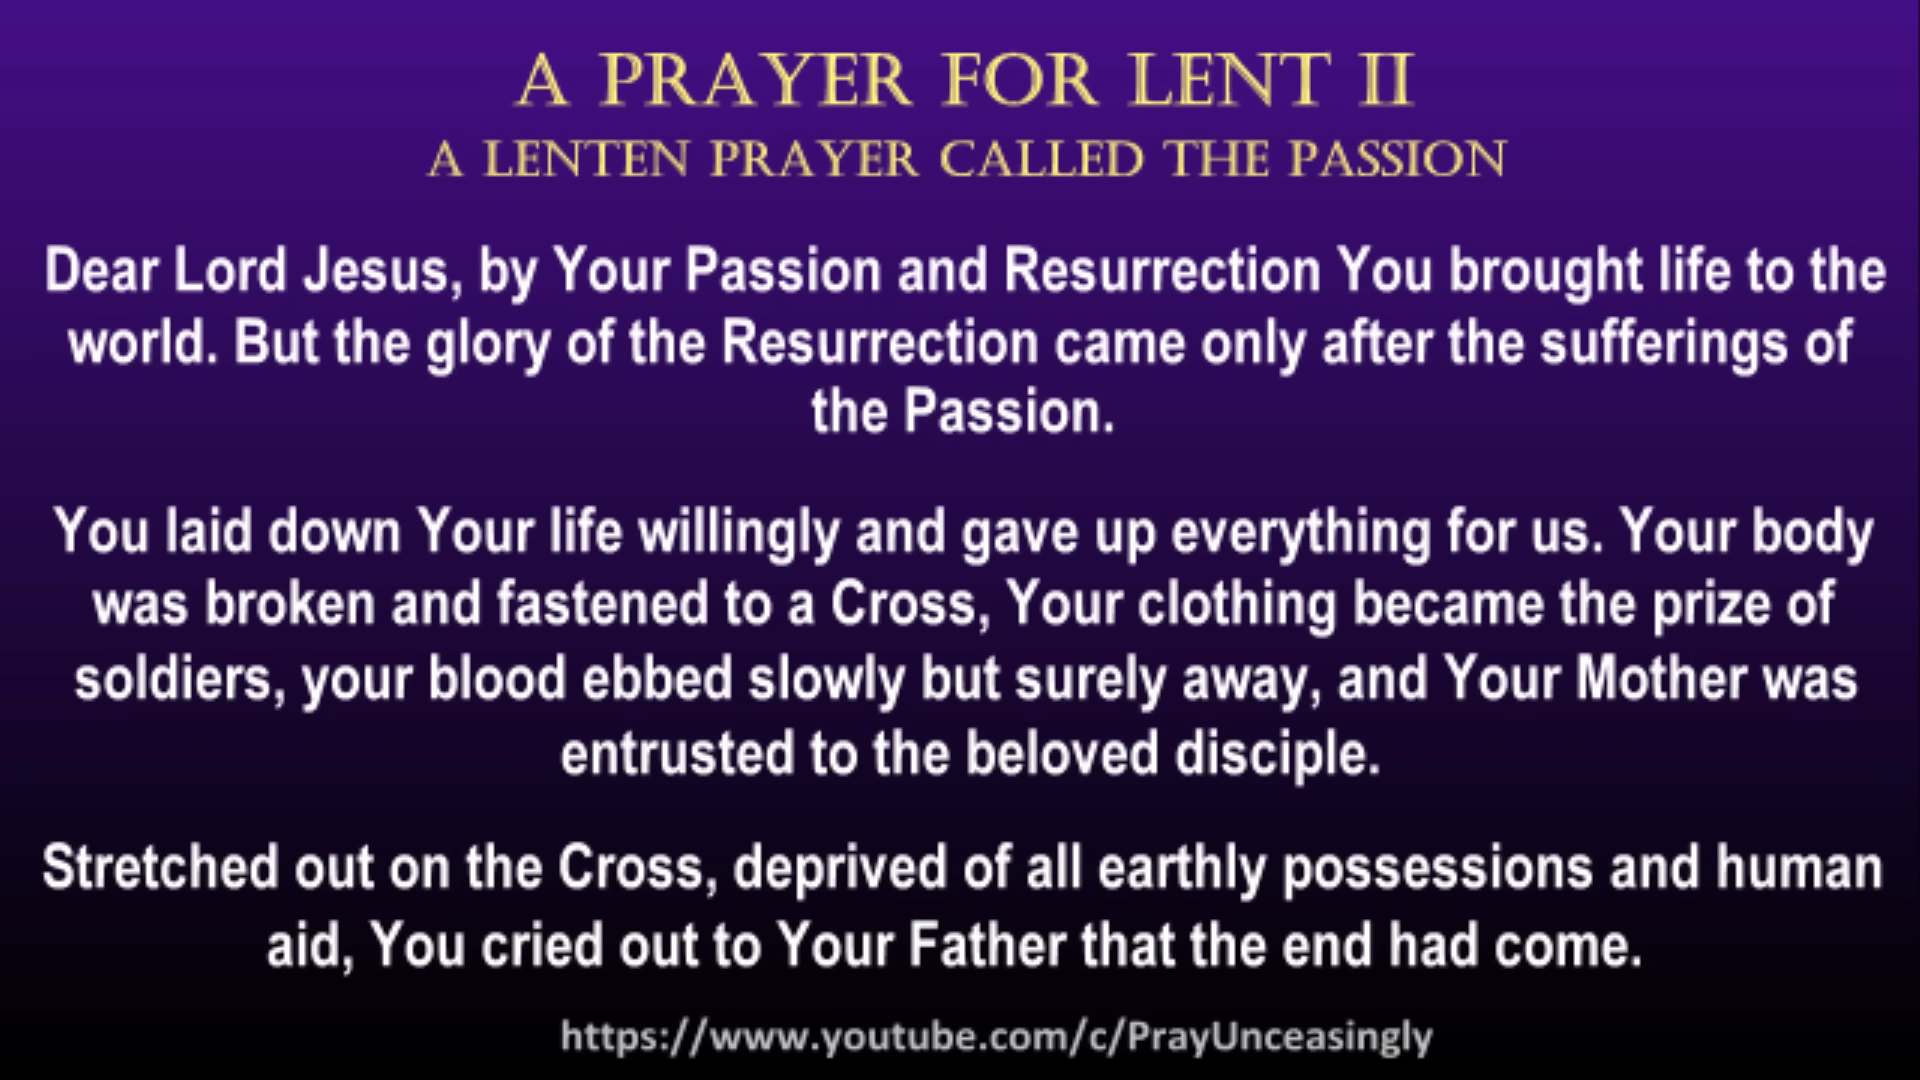 A PRAYER FOR LENT II
A LENTEN PRAYER CALLED THE PASSION
Dear Lord Jesus, by Your Passion and Resurrection You brought life to the
world. But the glory of the Resurrection came only after the sufferings of
the Passion.
You laid down Your life willingly and gave up everything for us. Your body
was broken and fastened to a Cross, Your clothing became the prize of
soldiers, your blood ebbed slowly but surely away, and Your Mother was
entrusted to the beloved disciple.
Stretched out on the Cross, deprived of all earthly possessions and human
aid, You cried out to Your Father that the end had come.
https://www.youtube.com/c/PrayUnceasingly